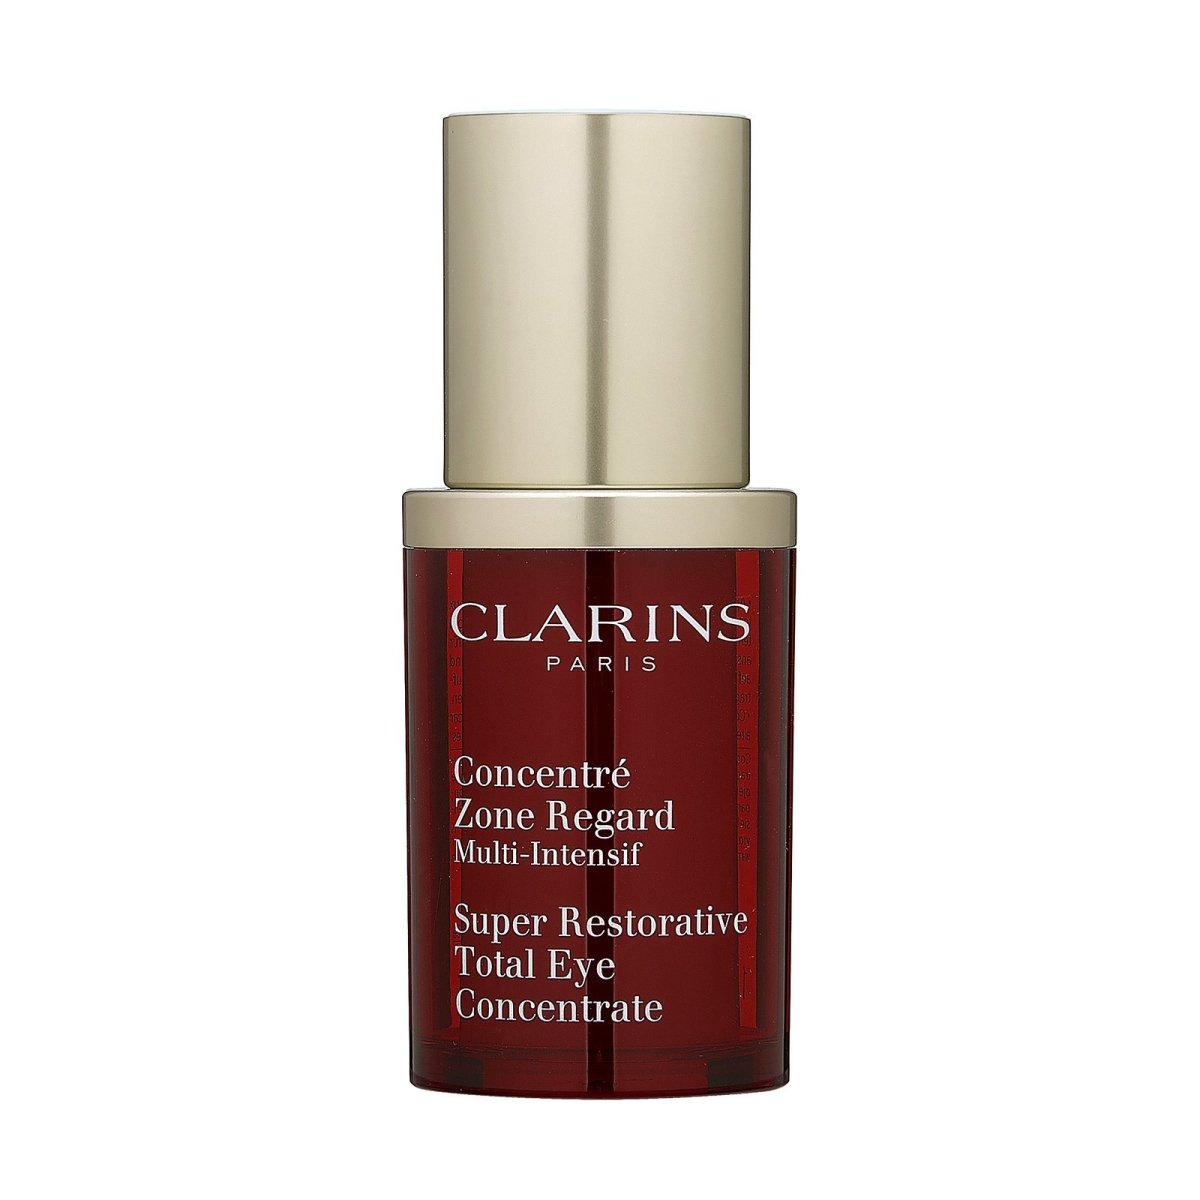 CLARINS
PARIS
Concentré
Zone Regard
Multi-Intensif
Super Restorative
Total Eye
Concentrate